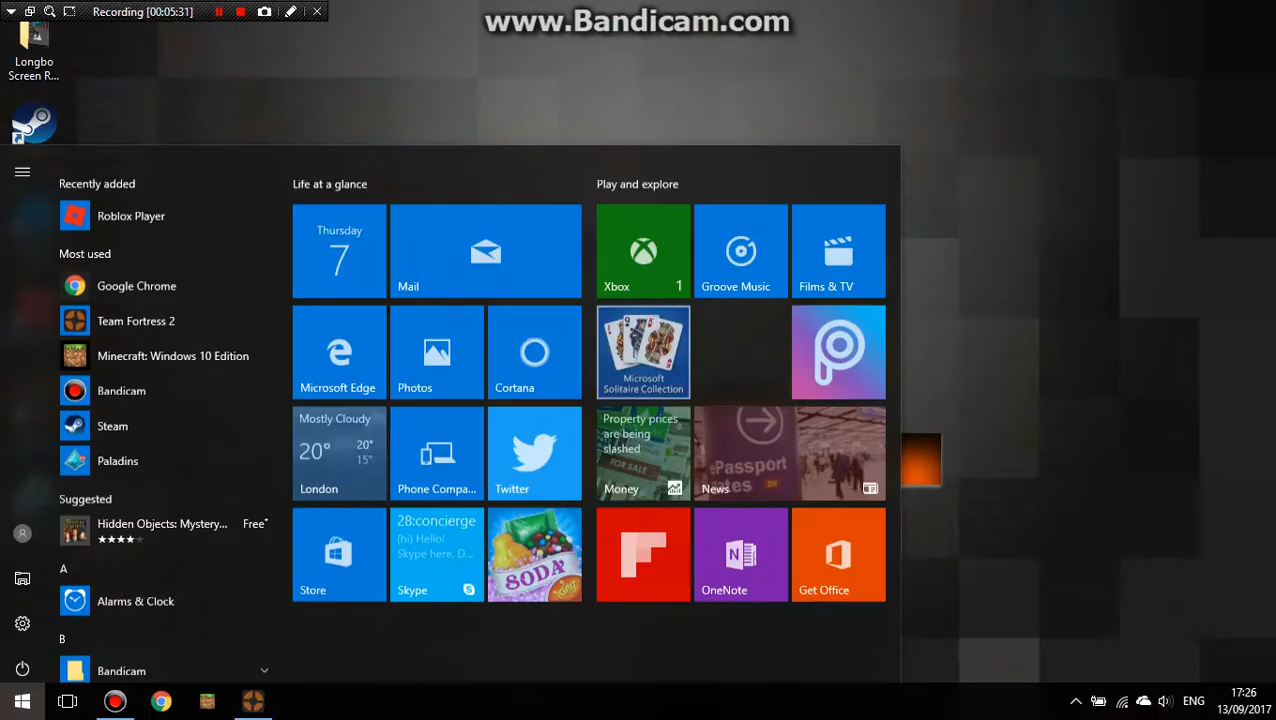 Recording [00:05:31]
www.Bandicam.com
Longbo
Screen R...
Recently added
Roblox Player
Most used
Google Chrome
Team Fortress 2
Minecraft: Windows 10 Edition
Bandicam
Steam
Paladins
Suggested
Hidden Objects: Mystery... Free*
A
Alarms & Clock
B
Bandicam
Life at a glance
Thursday
7
Mail
Microsoft Edge
Photos
Cortana
Mostly Cloudy
20°
20°
15°
London
Phone Compa...
Twitter
Store
28:concierge
(hi) Hello!
Skype here. D...
Skype
SODA
King
Play and explore
Xbox
1
Groove Music
Films & TV
Microsoft
Solitaire Collection
Property prices
are being
slashed
FOR SALE
Money
ePassport
gates
News
OneNote
Get Office
ENG
17:26
13/09/2017